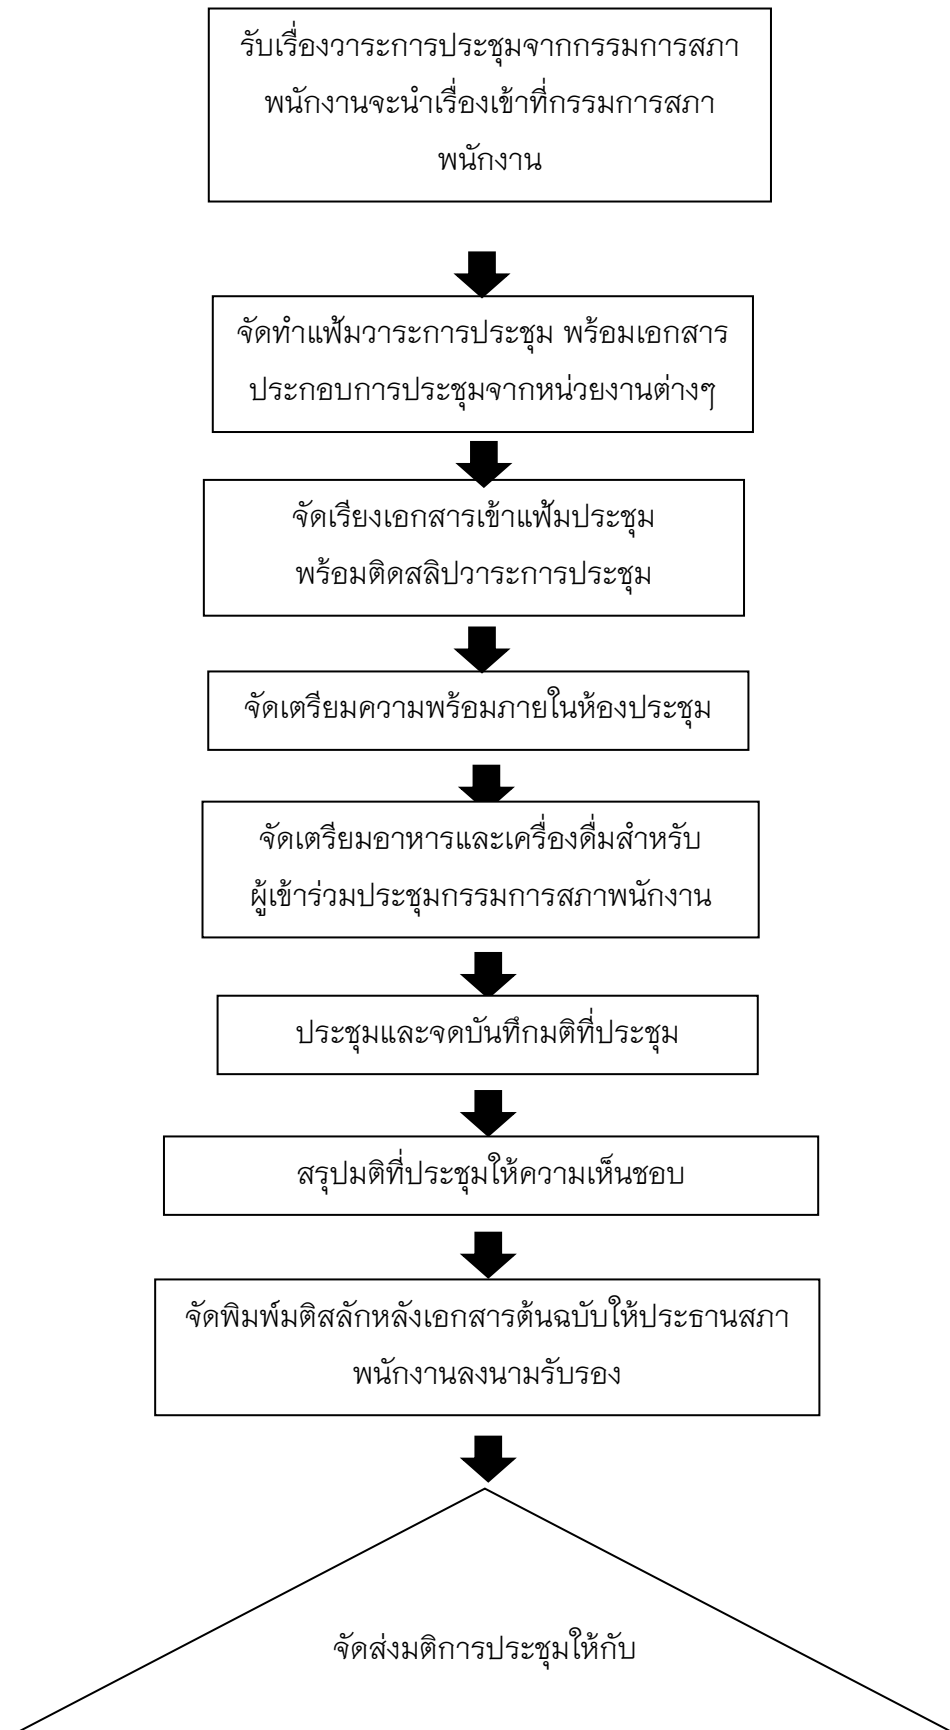 รับเรื่องวาระการประชุมจากกรรมการสภา
พนักงานจะนำเรื่องเข้าที่กรรมการสภา
พนักงาน
จัดทำแฟ้มวาระการประชุม พร้อมเอกสาร
ประกอบการประชุมจากหน่วยงานต่างๆ
จัดเรียงเอกสารเข้าแฟ้มประชุม
พร้อมติดสลิปวาระการประชุม
จัดเตรียมความพร้อมภายในห้องประชุม
จัดเตรียมอาหารและเครื่องดื่มสำหรับ
ผู้เข้าร่วมประชุมกรรมการสภาพนักงาน
ประชุมและจดบันทึกมติที่ประชุม
สรุปมติที่ประชุมให้ความเห็นชอบ
จัดพิมพ์มติสลักหลังเอกสารต้นฉบับให้ประธานสภา
พนักงานลงนามรับรอง
จัดส่งมติการประชุมให้กับ